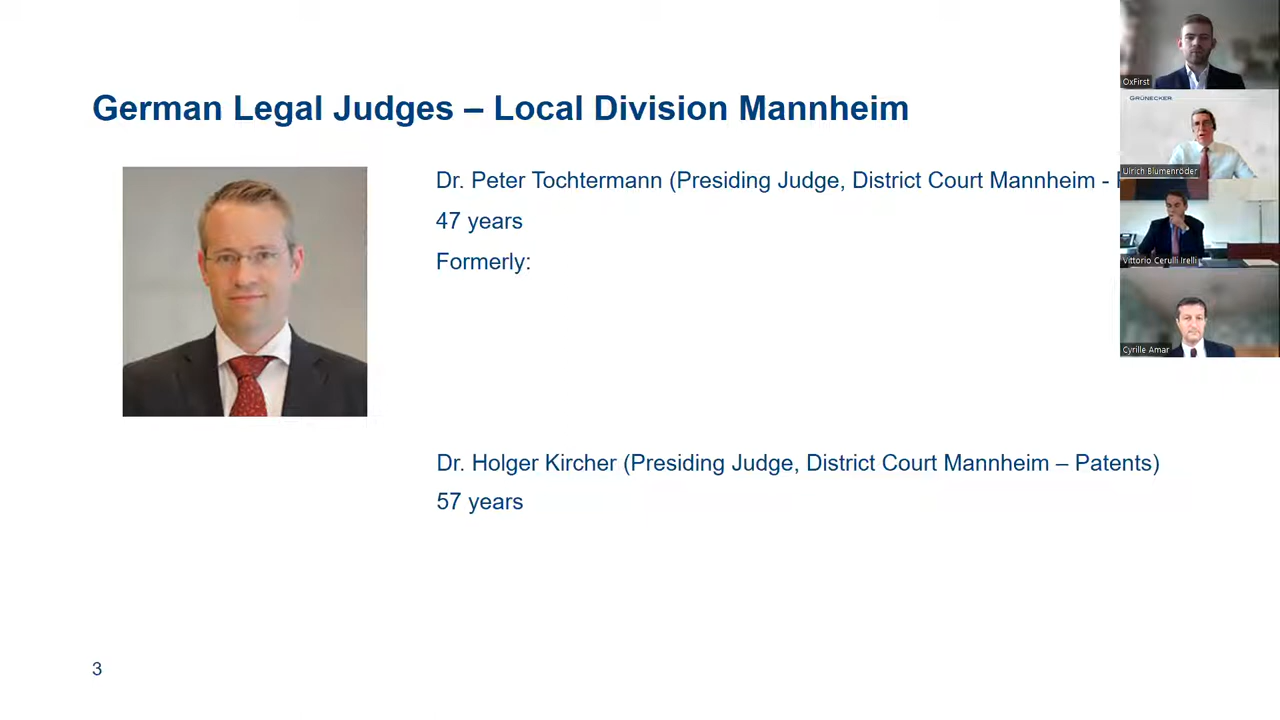 German Legal Judges – Local Division Mannheim
Dr. Peter Tochtermann (Presiding Judge, District Court Mannheim -
47 years
Formerly:
Dr. Holger Kircher (Presiding Judge, District Court Mannheim – Patents)
57 years
3
OxFirst
GRÜNECKER
Ulrich Blumenröder
Vittorio Cerulli Irelli
Cyrille Amar